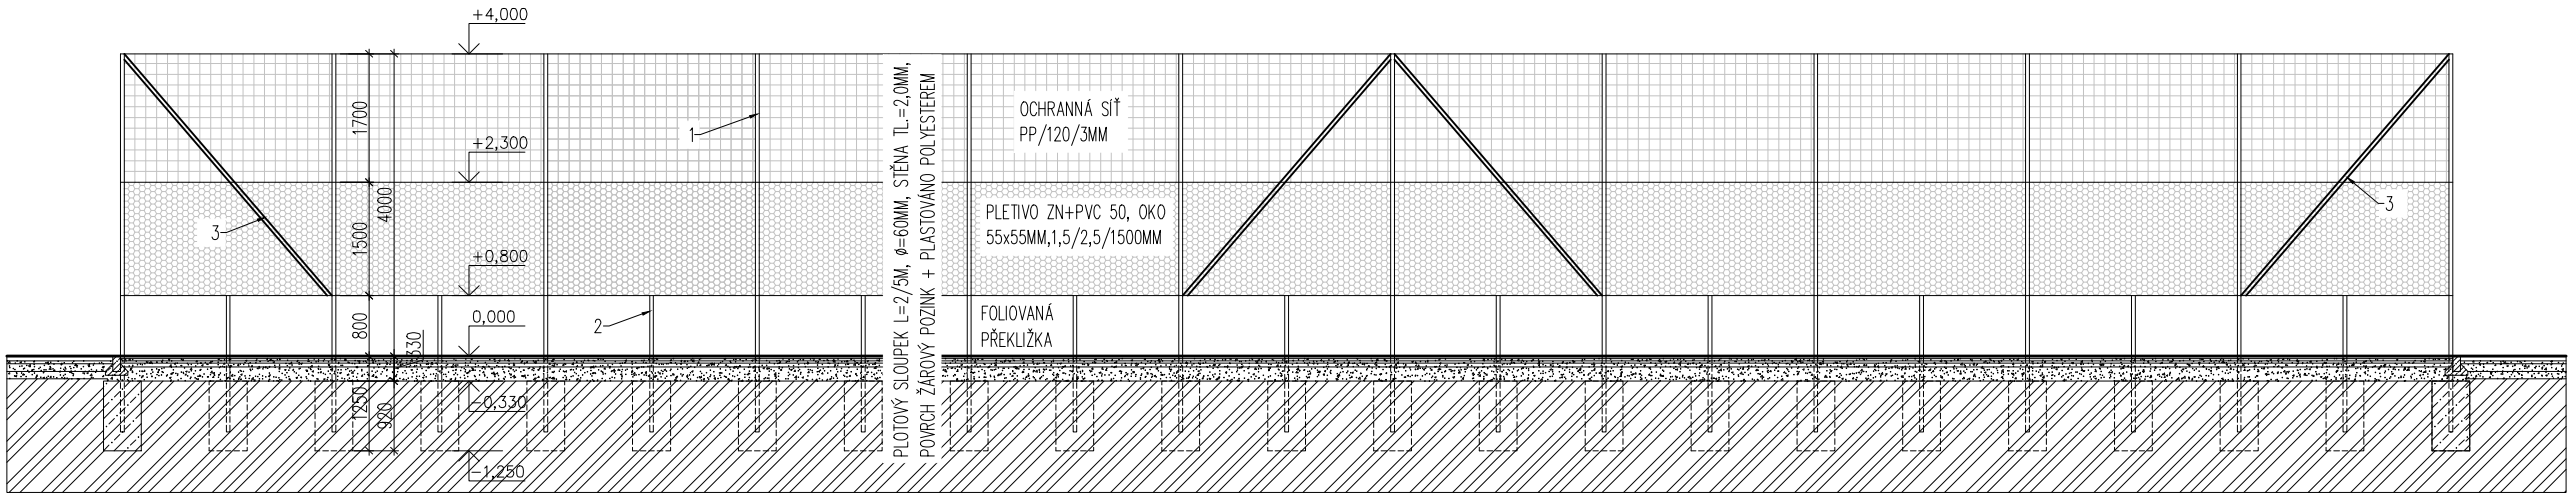 +4,000
+2,300
+0,800
0,000
-0,330
-1,250
1700
1500
800
1250
4000
330
920
1
2
3
3
PLOTOVÝ SLOUPEK L=2/5M, ø=60MM, STĚNA TL.=2,0MM,
POVRCH ŽÁROVÝ POZINK + PLASTOVÁNO POLYESTEREM
OCHRANNÁ SÍŤ
PP/120/3MM
PLETIVO ZN+PVC 50, OKO
55x55MM,1,5/2,5/1500MM
FOLIOVANÁ
PŘEKLIŽKA